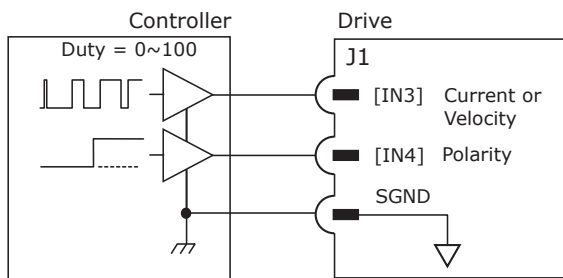 Controller
Drive
Duty = 0~100
J1
[IN3]
Current or
Velocity
[IN4]
Polarity
SGND